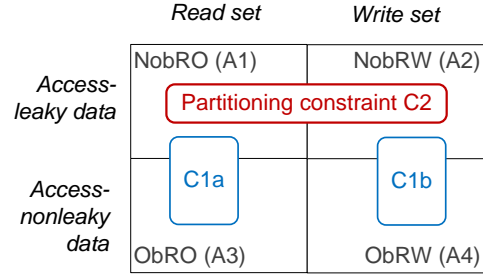 Read set Write set
NobRO (A1) NobRW (A2)
Access-
leaky data
Partitioning constraint C2
C1a C1b
Access-
nonleaky
data
ObRO (A3) ObRW (A4)